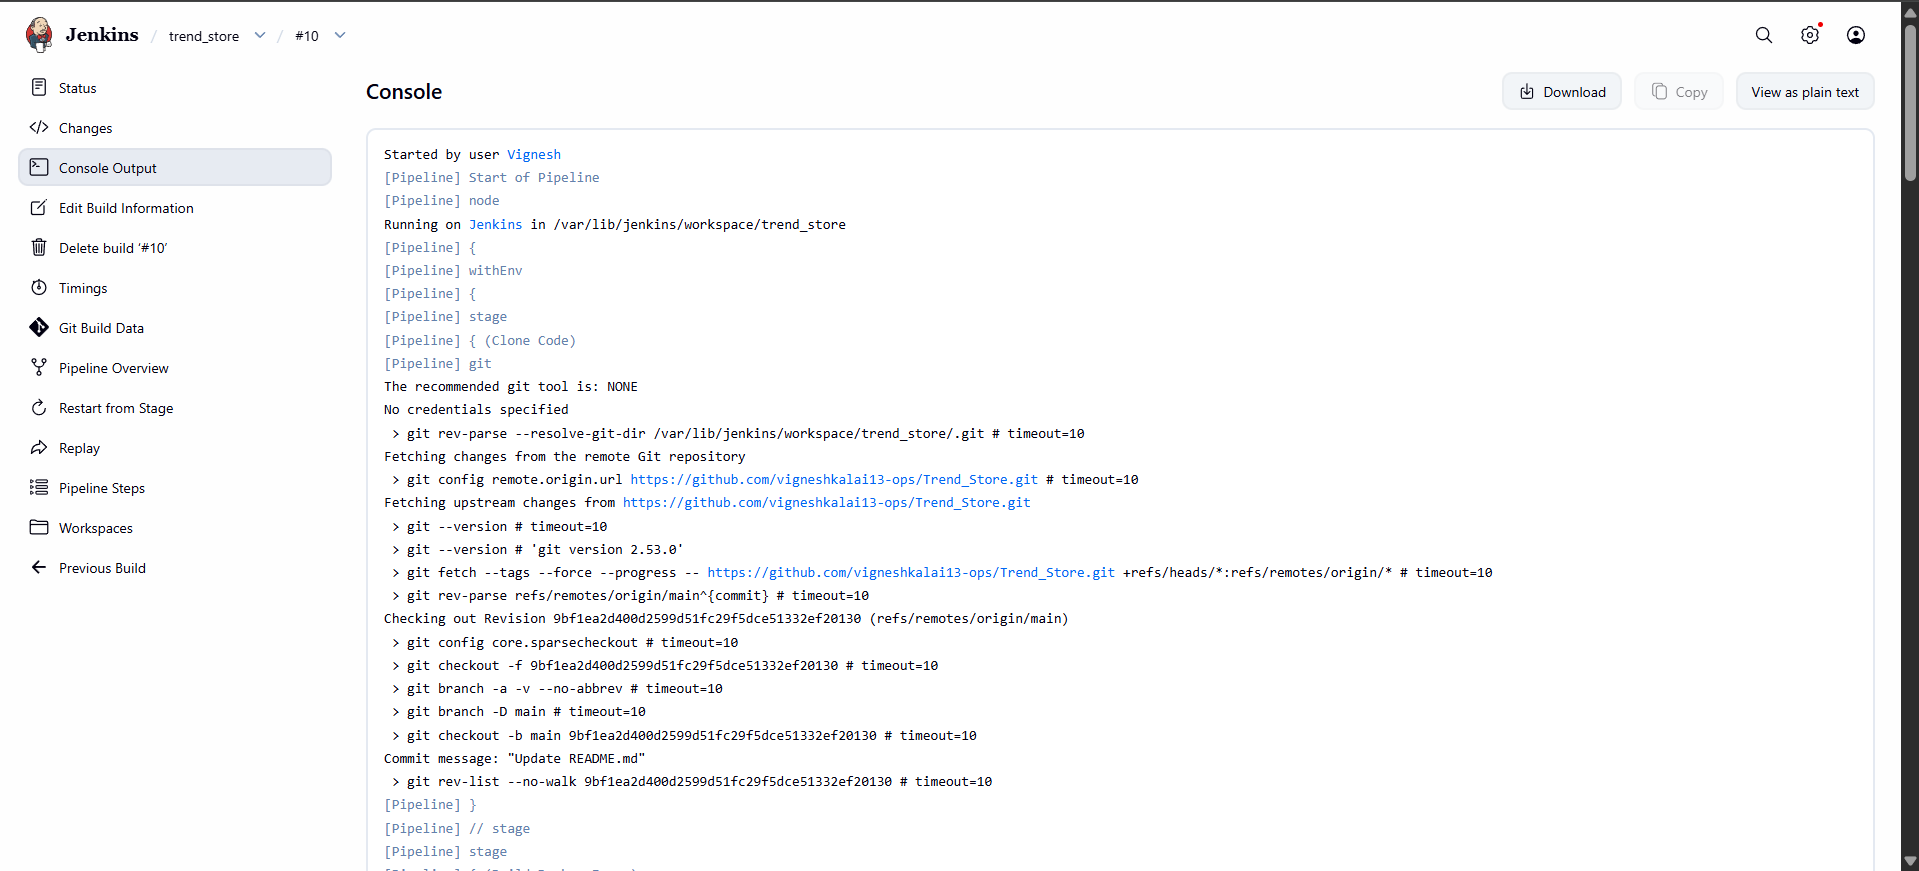 Jenkins / trend_store / #10
Status
Changes
Console Output
Edit Build Information
Delete build ‘#10’
Timings
Git Build Data
Pipeline Overview
Restart from Stage
Replay
Pipeline Steps
Workspaces
Previous Build
Console
Download
Copy
View as plain text
Started by user Vignesh
[Pipeline] Start of Pipeline
[Pipeline] node
Running on Jenkins in /var/lib/jenkins/workspace/trend_store
[Pipeline] {
[Pipeline] withEnv
[Pipeline] {
[Pipeline] stage
[Pipeline] { (Clone Code)
[Pipeline] git
The recommended git tool is: NONE
No credentials specified
> git rev-parse --resolve-git-dir /var/lib/jenkins/workspace/trend_store/.git # timeout=10
Fetching changes from the remote Git repository
> git config remote.origin.url https://github.com/vigneshkalai13-ops/Trend_Store.git # timeout=10
Fetching upstream changes from https://github.com/vigneshkalai13-ops/Trend_Store.git
> git --version # timeout=10
> git --version # 'git version 2.53.0'
> git fetch --tags --force --progress -- https://github.com/vigneshkalai13-ops/Trend_Store.git +refs/heads/*:refs/remotes/origin/* # timeout=10
> git rev-parse refs/remotes/origin/main^{commit} # timeout=10
Checking out Revision 9bf1ea2d400d2599d51fc29f5dce51332ef20130 (refs/remotes/origin/main)
> git config core.sparsecheckout # timeout=10
> git checkout -f 9bf1ea2d400d2599d51fc29f5dce51332ef20130 # timeout=10
> git branch -a -v --no-abbrev # timeout=10
> git branch -D main # timeout=10
> git checkout -b main 9bf1ea2d400d2599d51fc29f5dce51332ef20130 # timeout=10
Commit message: "Update README.md"
> git rev-list --no-walk 9bf1ea2d400d2599d51fc29f5dce51332ef20130 # timeout=10
[Pipeline] }
[Pipeline] // stage
[Pipeline] stage